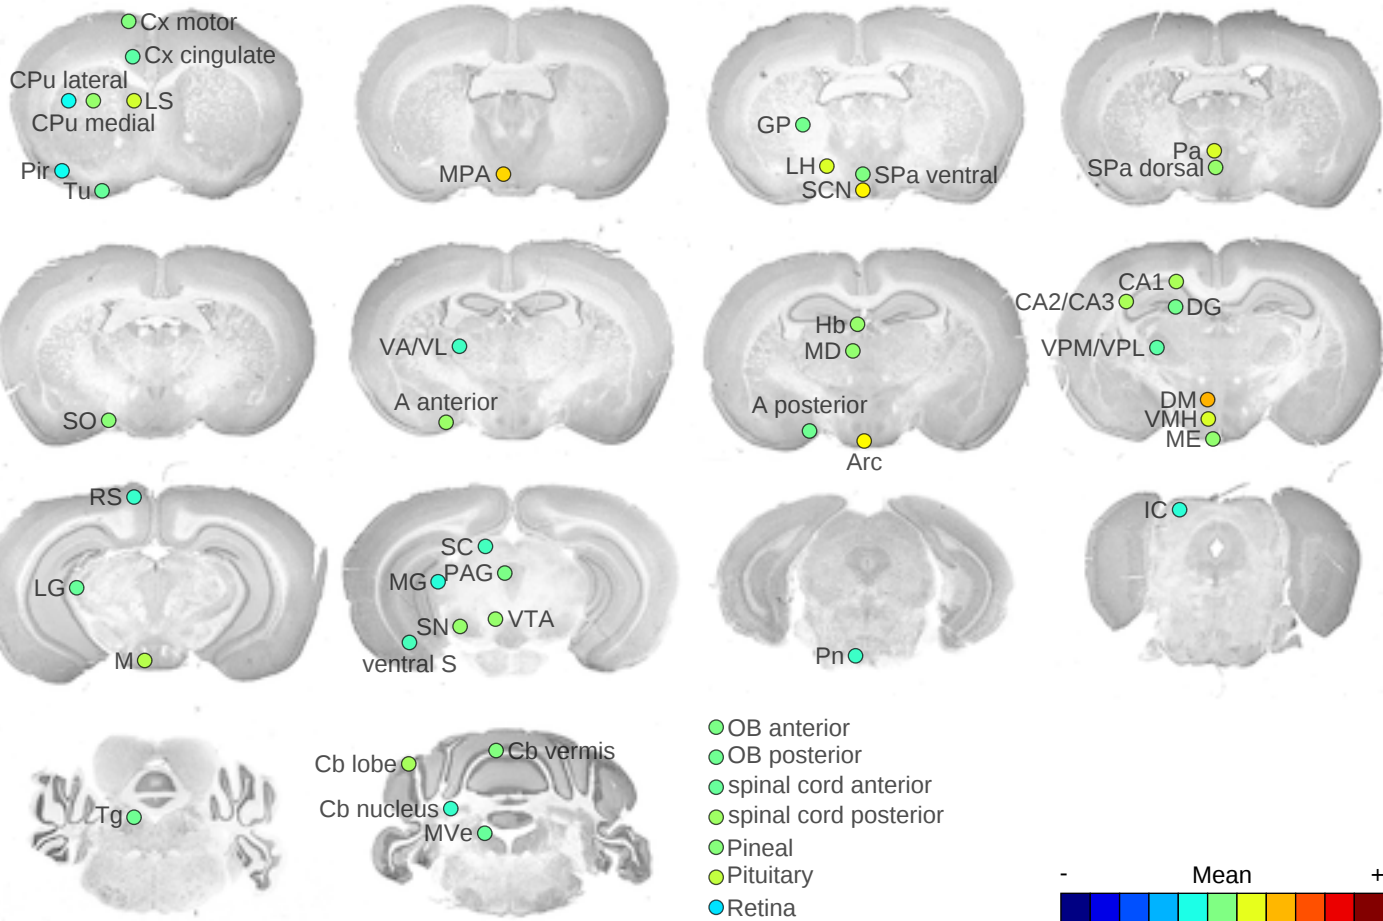 Cx motor
Cx cingulate
CPu lateral
LS
CPu medial
Pir
Tu
MPA
GP
LH
SPa ventral
SCN
Pa
SPa dorsal
SO
VA/VL
A anterior
Hb
MD
A posterior
Arc
CA1
CA2/CA3
DG
VPM/VPL
DM
VMH
ME
RS
LG
M
SC
MG
PAG
SN
VTA
ventral S
Pn
IC
Tg
Cb lobe
Cb vermis
Cb nucleus
MVe
OB anterior
OB posterior
spinal cord anterior
spinal cord posterior
Pineal
Pituitary
Retina
- Mean +